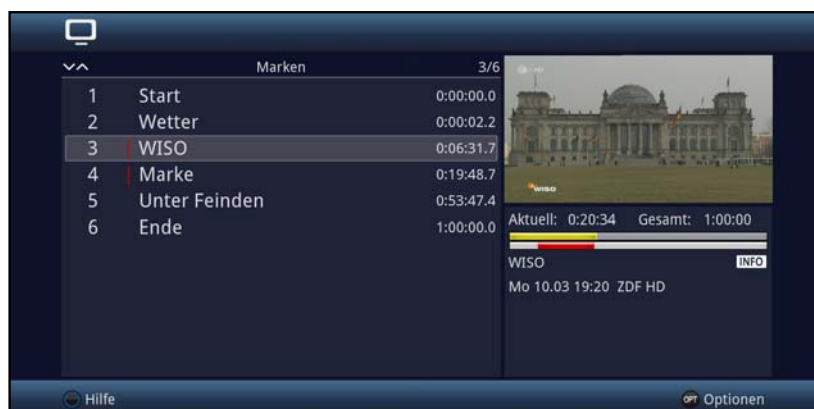 Marken 3/6
1 Start 0:00:00.0
2 Wetter 0:00:02.2
3 WISO 0:06:31.7
4 Marke 0:19:48.7
5 Unter Feinden 0:53:47.4
6 Ende 1:00:00.0
WISO
Aktuell: 0:20:34 Gesamt: 1:00:00
WISO INFO
Mo 10.03 19:20 ZDF HD
Hilfe
OPT Optionen